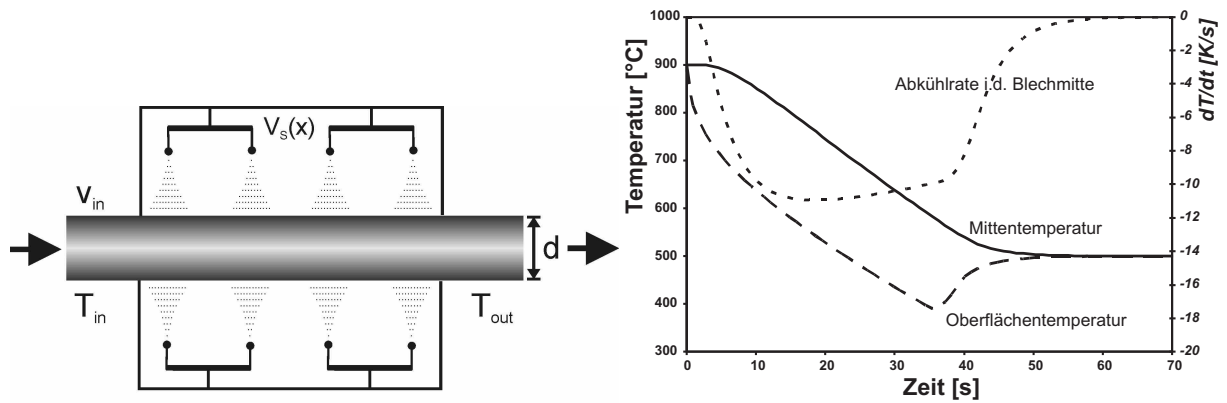 V_s(x)
v_in
d
T_in
T_out
Temperatur [°C]
1000
900
800
700
600
500
400
300
0
10
20
30
40
50
60
70
Zeit [s]
Abkühlrate i.d. Blechmitte
Mittentemperatur
Oberflächentemperatur
-0
-2
-4
-6
-8
-10
-12
-14
-16
-18
-20
dT/dt [K/s]